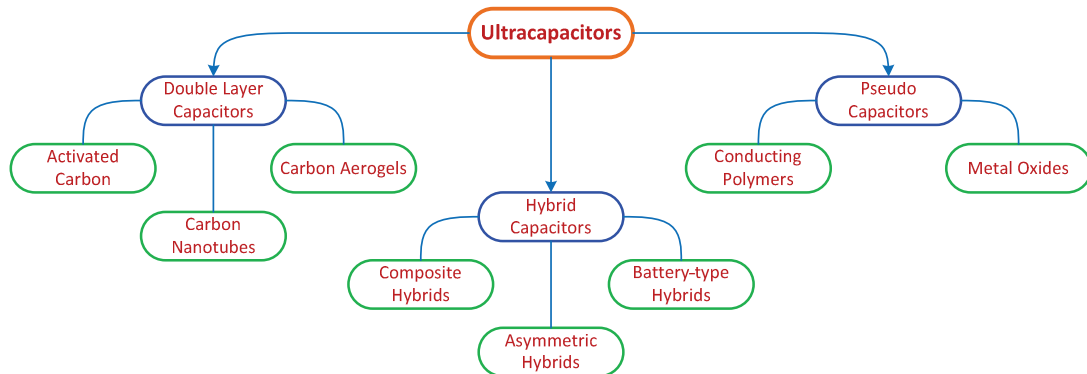 Ultracapacitors
Double Layer
Capacitors
Activated
Carbon
Carbon
Nanotubes
Carbon Aerogels
Hybrid
Capacitors
Composite
Hybrids
Asymmetric
Hybrids
Battery-type
Hybrids
Pseudo
Capacitors
Conducting
Polymers
Metal Oxides